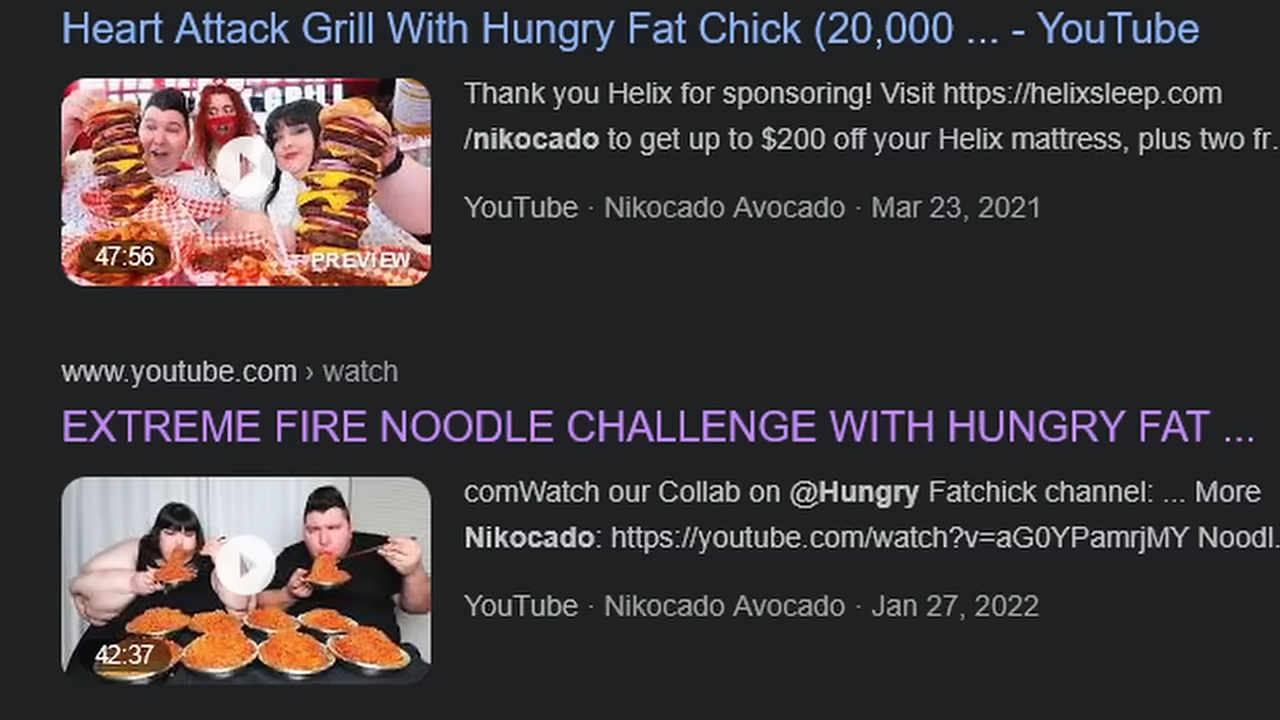 Heart Attack Grill With Hungry Fat Chick (20,000 ... - YouTube
Thank you Helix for sponsoring! Visit https://helixsleep.com
/nikocado to get up to $200 off your Helix mattress, plus two fr.
47:56
PREVIEW
YouTube · Nikocado Avocado · Mar 23, 2021
www.youtube.com › watch
EXTREME FIRE NOODLE CHALLENGE WITH HUNGRY FAT ...
comWatch our Collab on @Hungry Fatchick channel: ... More
Nikocado: https://youtube.com/watch?v=aG0YPamrjMY Noodl.
YouTube · Nikocado Avocado · Jan 27, 2022
42:37